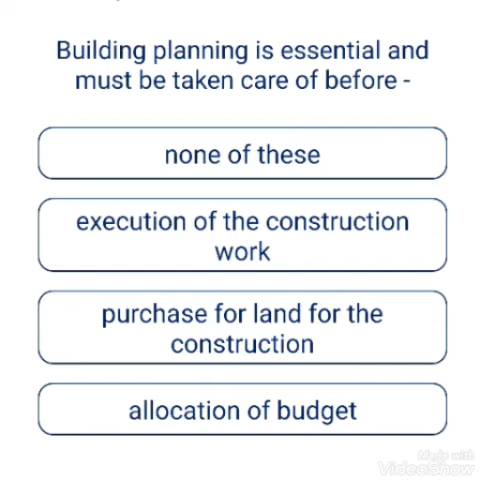 Building planning is essential and
must be taken care of before -
none of these
execution of the construction
work
purchase for land for the
construction
allocation of budget
Made with
VideoShow